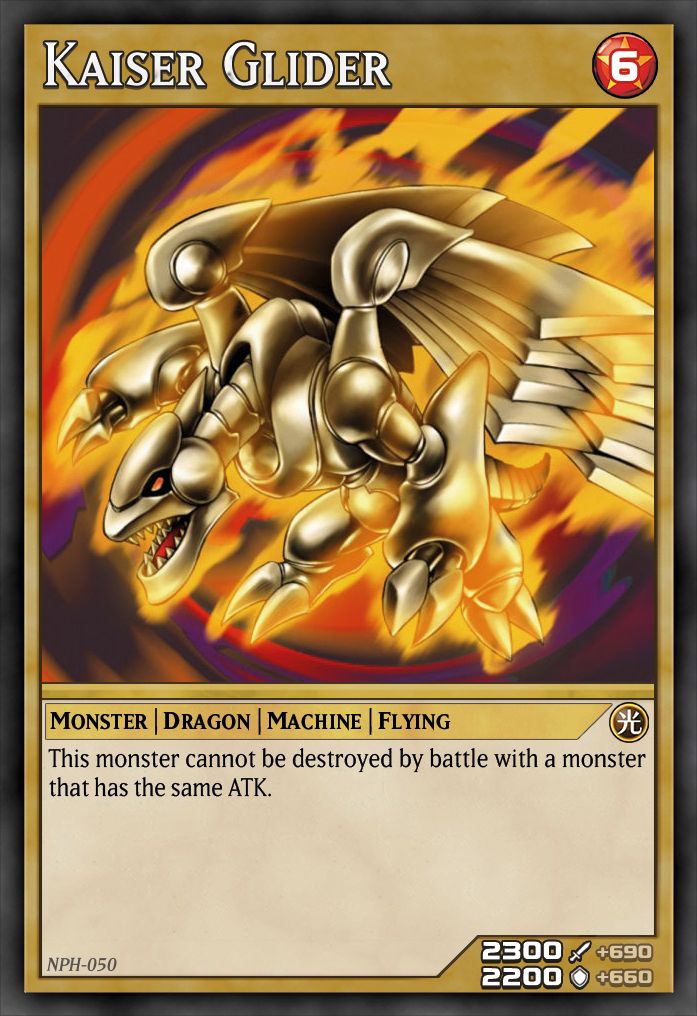 Kaiser Glider
6
Monster | Dragon | Machine | Flying
光
This monster cannot be destroyed by battle with a monster
that has the same ATK.
2300 +690
NPH-050
2200 +660